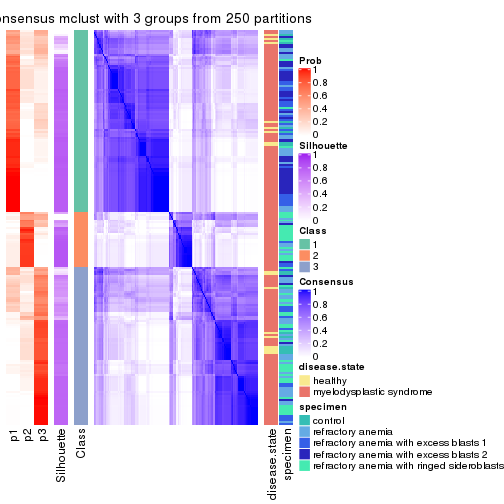 onsensus mclust with 3 groups from 250 partitions
Prob
1
0.8
0.6
0.4
0.2
0
Silhouette
1
0.8
0.6
0.4
0.2
0
Class
1
2
3
Consensus
1
0.8
0.6
0.4
0.2
0
disease.state
healthy
myelodysplastic syndrome
specimen
control
refractory anemia
refractory anemia with excess blasts 1
refractory anemia with excess blasts 2
refractory anemia with ringed sideroblasts
p1
p2
p3
Silhouette
Class
disease.state
specimen